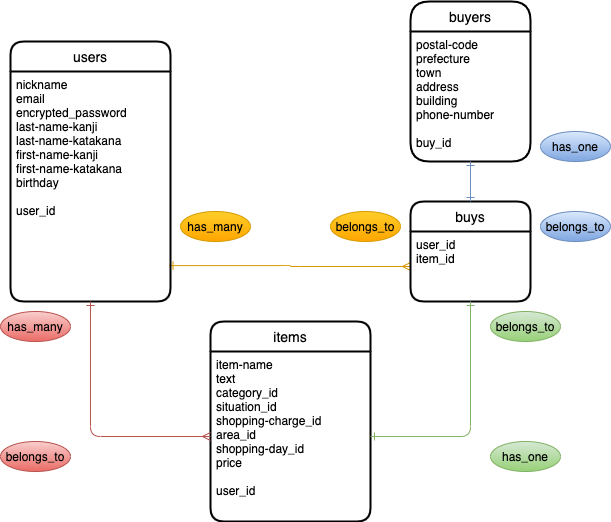 users
nickname
email
encrypted_password
last-name-kanji
last-name-katakana
first-name-kanji
first-name-katakana
birthday
user_id
buyers
postal-code
prefecture
town
address
building
phone-number
buy_id
has_one
has_many
belongs_to
buys
user_id
item_id
belongs_to
has_many
items
item-name
text
category_id
situation_id
shopping-charge_id
area_id
shopping-day_id
price
user_id
belongs_to
belongs_to
has_one